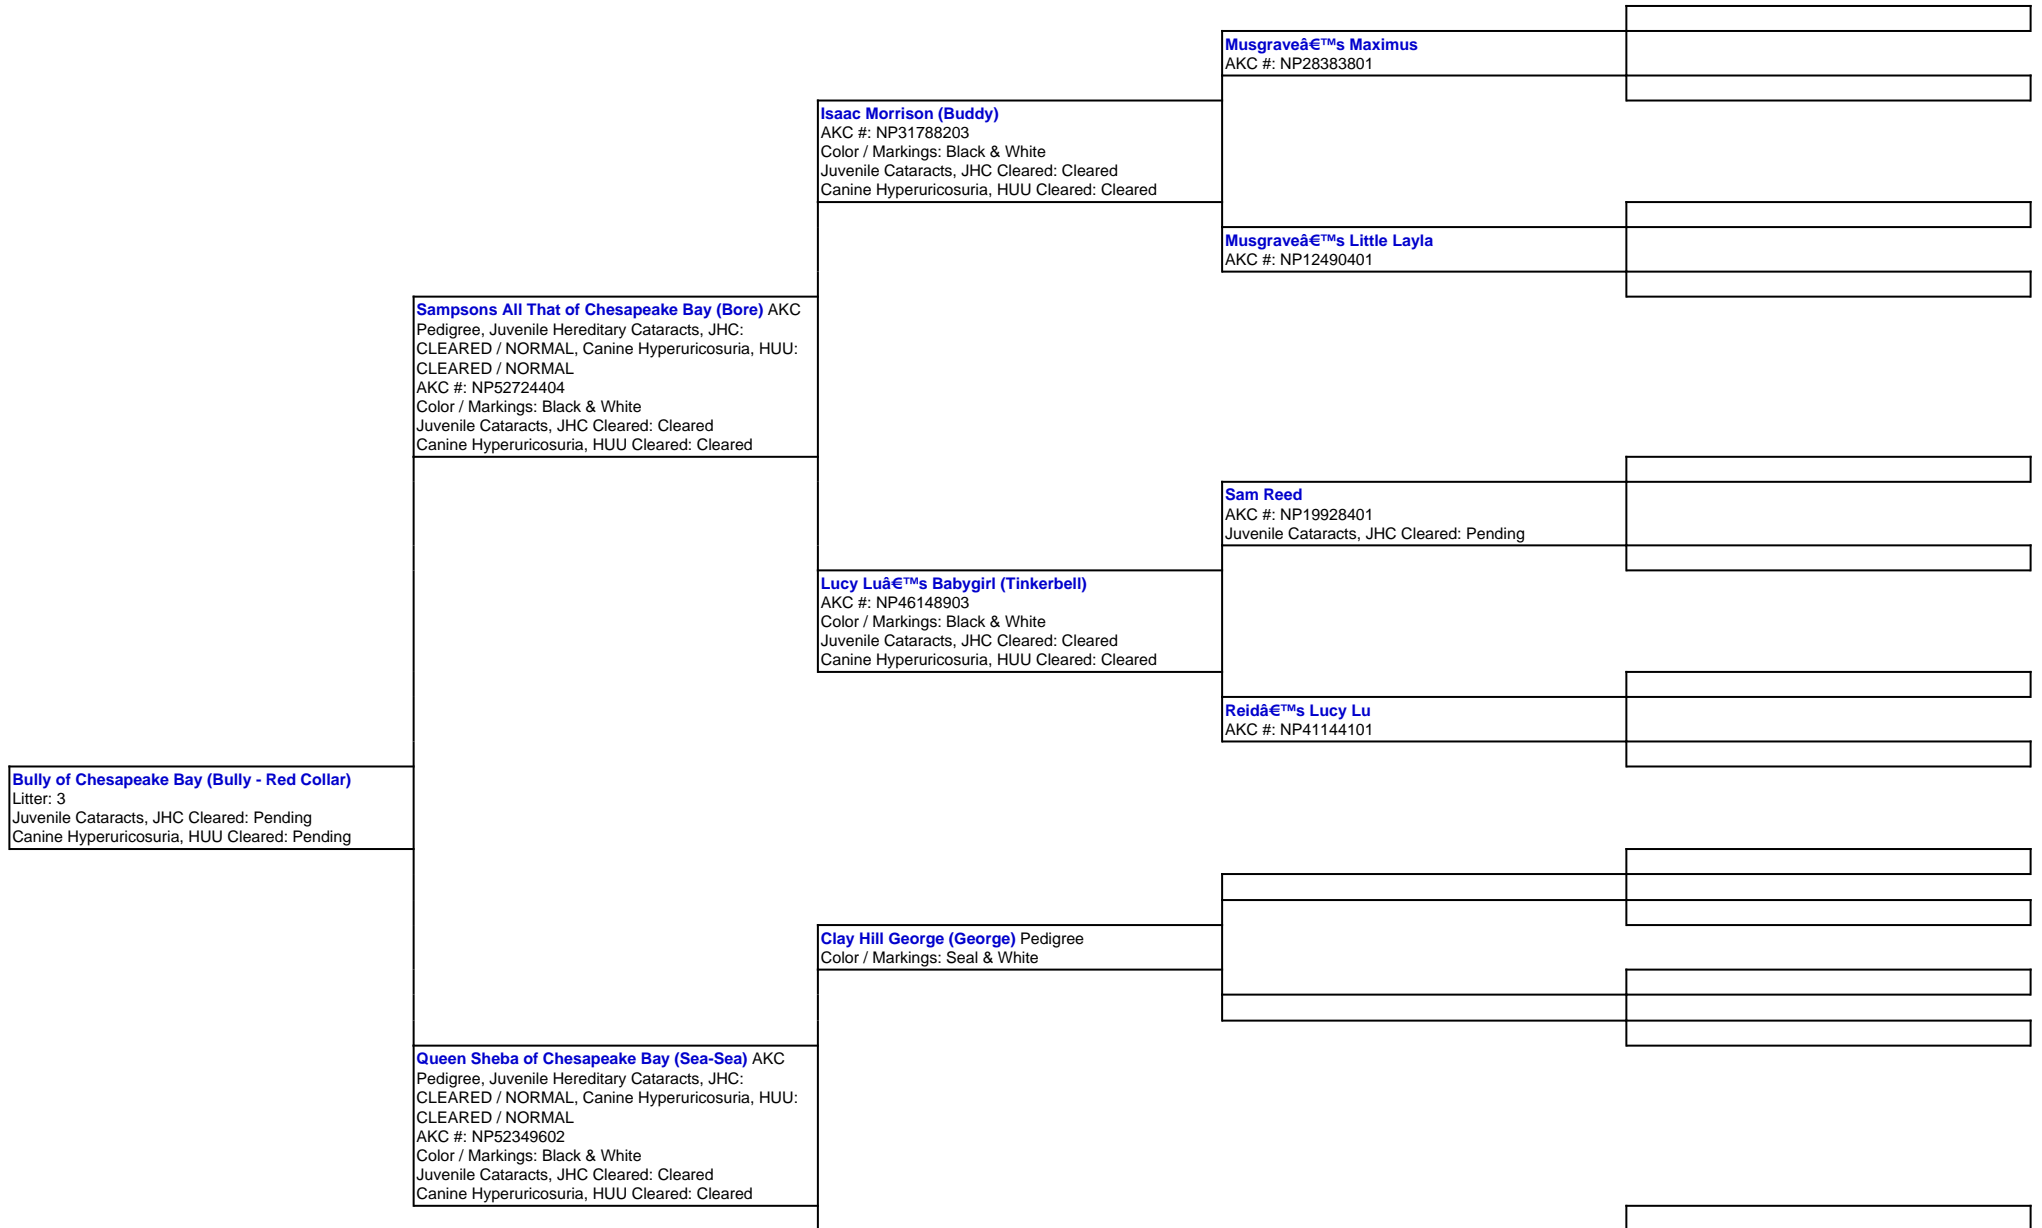 Musgraveâ€™s Maximus
AKC #: NP28383801
Isaac Morrison (Buddy)
AKC #: NP31788203
Color / Markings: Black & White
Juvenile Cataracts, JHC Cleared: Cleared
Canine Hyperuricosuria, HUU Cleared: Cleared
Musgraveâ€™s Little Layla
AKC #: NP12490401
Sampsons All That of Chesapeake Bay (Bore) AKC
Pedigree, Juvenile Hereditary Cataracts, JHC:
CLEARED / NORMAL, Canine Hyperuricosuria, HUU:
CLEARED / NORMAL
AKC #: NP52724404
Color / Markings: Black & White
Juvenile Cataracts, JHC Cleared: Cleared
Canine Hyperuricosuria, HUU Cleared: Cleared
Sam Reed
AKC #: NP19928401
Juvenile Cataracts, JHC Cleared: Pending
Lucy Luâ€™s Babygirl (Tinkerbell)
AKC #: NP46148903
Color / Markings: Black & White
Juvenile Cataracts, JHC Cleared: Cleared
Canine Hyperuricosuria, HUU Cleared: Cleared
Reidâ€™s Lucy Lu
AKC #: NP41144101
Bully of Chesapeake Bay (Bully - Red Collar)
Litter: 3
Juvenile Cataracts, JHC Cleared: Pending
Canine Hyperuricosuria, HUU Cleared: Pending
Clay Hill George (George) Pedigree
Color / Markings: Seal & White
Queen Sheba of Chesapeake Bay (Sea-Sea) AKC
Pedigree, Juvenile Hereditary Cataracts, JHC:
CLEARED / NORMAL, Canine Hyperuricosuria, HUU:
CLEARED / NORMAL
AKC #: NP52349602
Color / Markings: Black & White
Juvenile Cataracts, JHC Cleared: Cleared
Canine Hyperuricosuria, HUU Cleared: Cleared